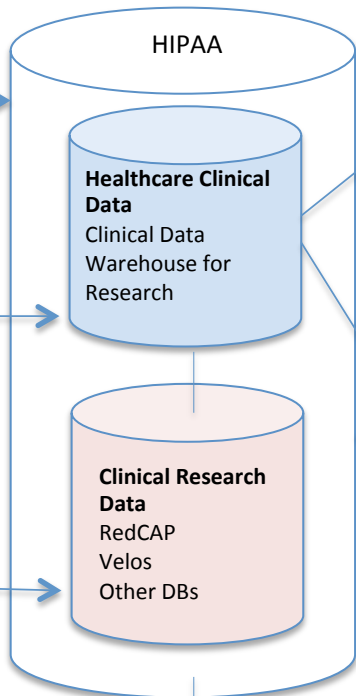 HIPAA
Healthcare Clinical
Data
Clinical Data
Warehouse for
Research
Clinical Research
Data
RedCAP
Velos
Other DBs